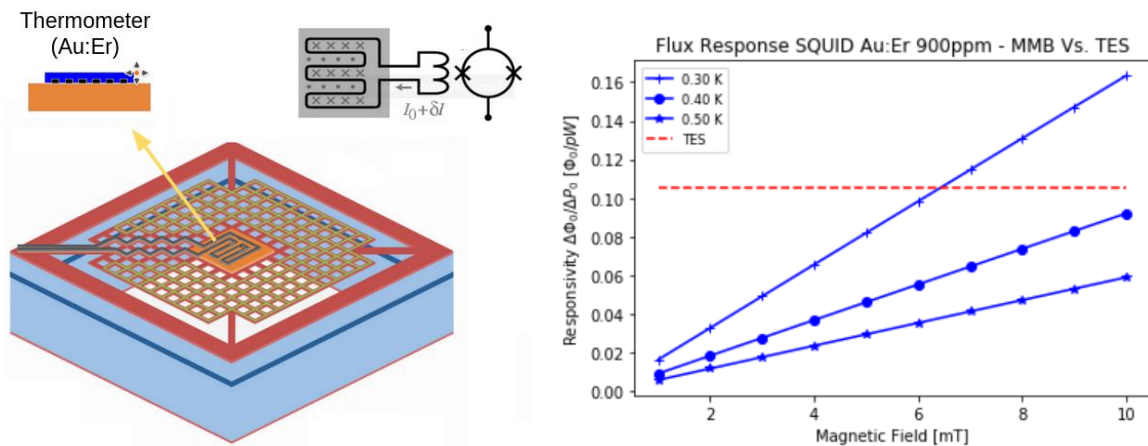 Thermometer
(Au:Er)
I₀+δI
Flux Response SQUID Au:Er 900ppm - MMB Vs. TES
Responsivity ΔΦ₀/ΔP₀ [Φ₀/pW]
0.16
0.14
0.12
0.10
0.08
0.06
0.04
0.02
0.00
0.30 K
0.40 K
0.50 K
TES
2 4 6 8 10
Magnetic Field [mT]